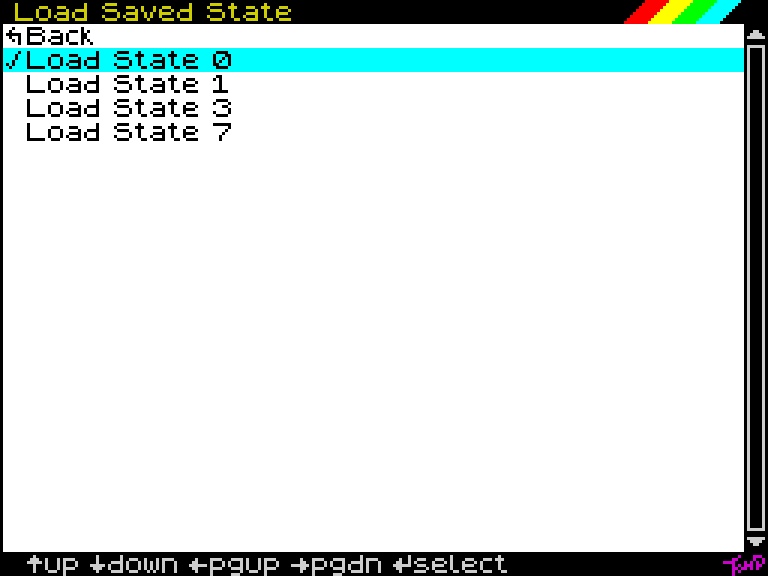 Load Saved State
↰Back
✓Load State 0
Load State 1
Load State 3
Load State 7
↑up ↓down ←pgup →pgdn ↵select